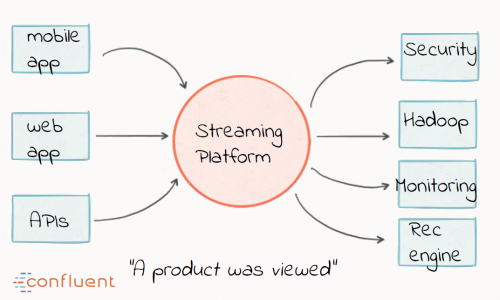 mobile
app
web
app
APIs
Streaming
Platform
Security
Hadoop
Monitoring
Rec
engine
"A product was viewed"
confluent